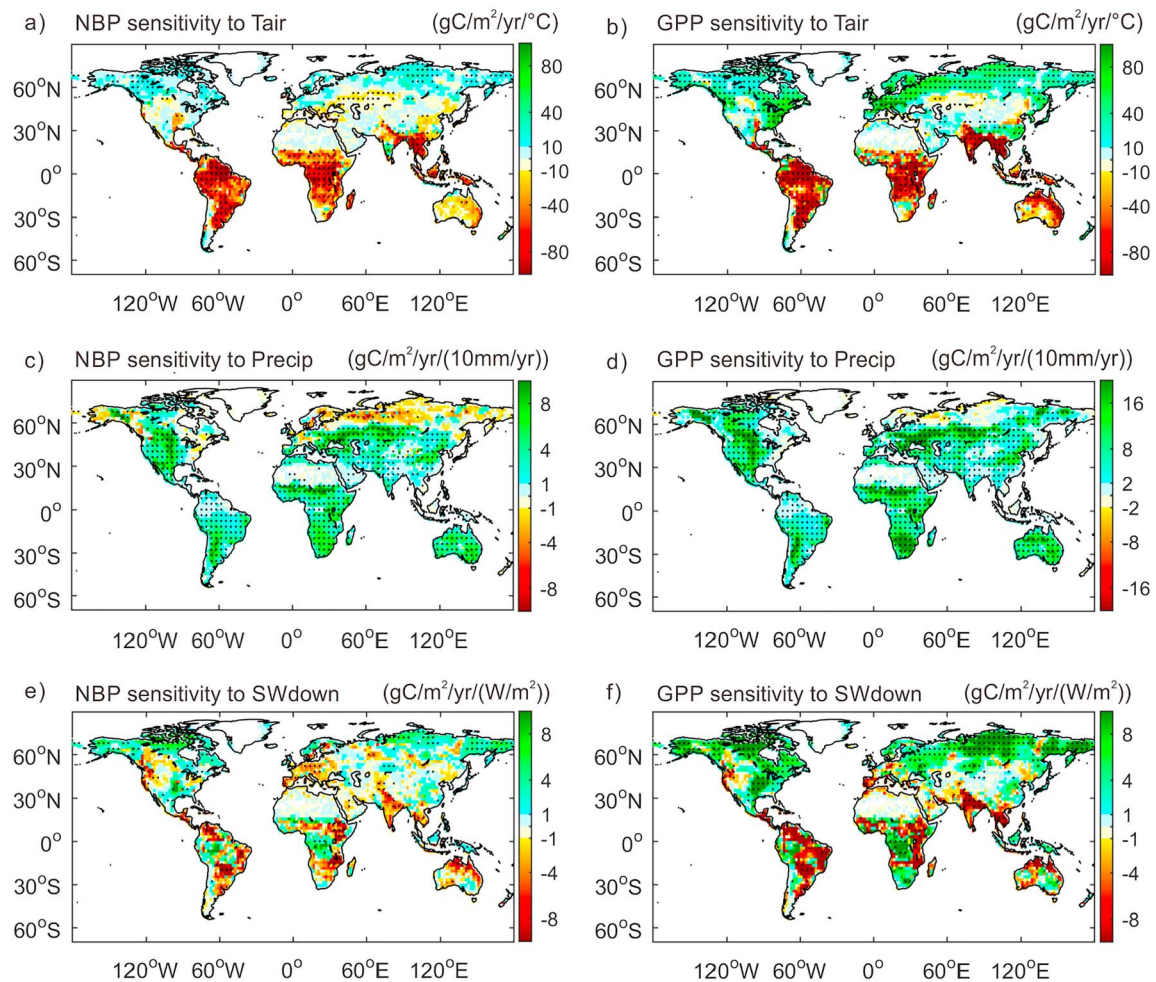 a) NBP sensitivity to Tair (gC/m²/yr/°C)
60°N
30°N
0°
30°S
60°S
120°W 60°W 0° 60°E 120°E
80
40
10
-10
-40
-80
b) GPP sensitivity to Tair (gC/m²/yr/°C)
60°N
30°N
0°
30°S
60°S
120°W 60°W 0° 60°E 120°E
80
40
10
-10
-40
-80
c) NBP sensitivity to Precip (gC/m²/yr/(10mm/yr))
60°N
30°N
0°
30°S
60°S
120°W 60°W 0° 60°E 120°E
8
4
1
-1
-4
-8
d) GPP sensitivity to Precip (gC/m²/yr/(10mm/yr))
60°N
30°N
0°
30°S
60°S
120°W 60°W 0° 60°E 120°E
16
8
2
-2
-8
-16
e) NBP sensitivity to SWdown (gC/m²/yr/(W/m²))
60°N
30°N
0°
30°S
60°S
120°W 60°W 0° 60°E 120°E
8
4
1
-1
-4
-8
f) GPP sensitivity to SWdown (gC/m²/yr/(W/m²))
60°N
30°N
0°
30°S
60°S
120°W 60°W 0° 60°E 120°E
8
4
1
-1
-4
-8